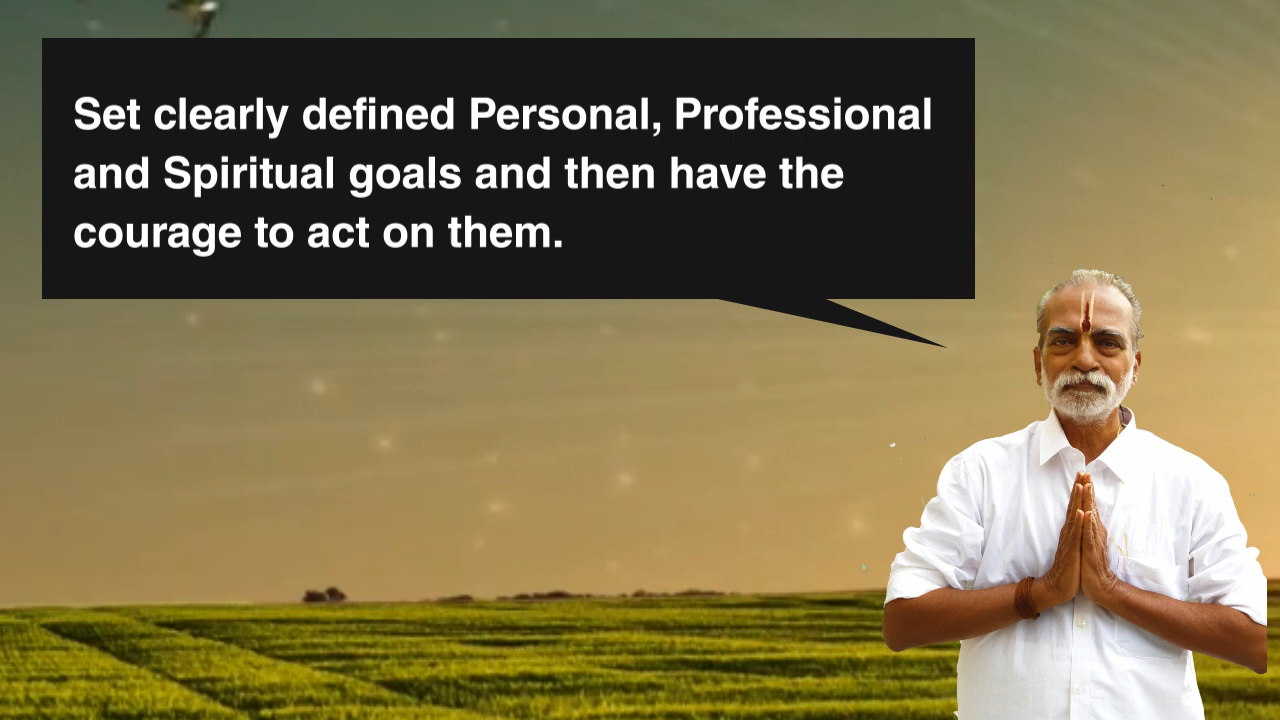 Set clearly defined Personal, Professional
and Spiritual goals and then have the
courage to act on them.